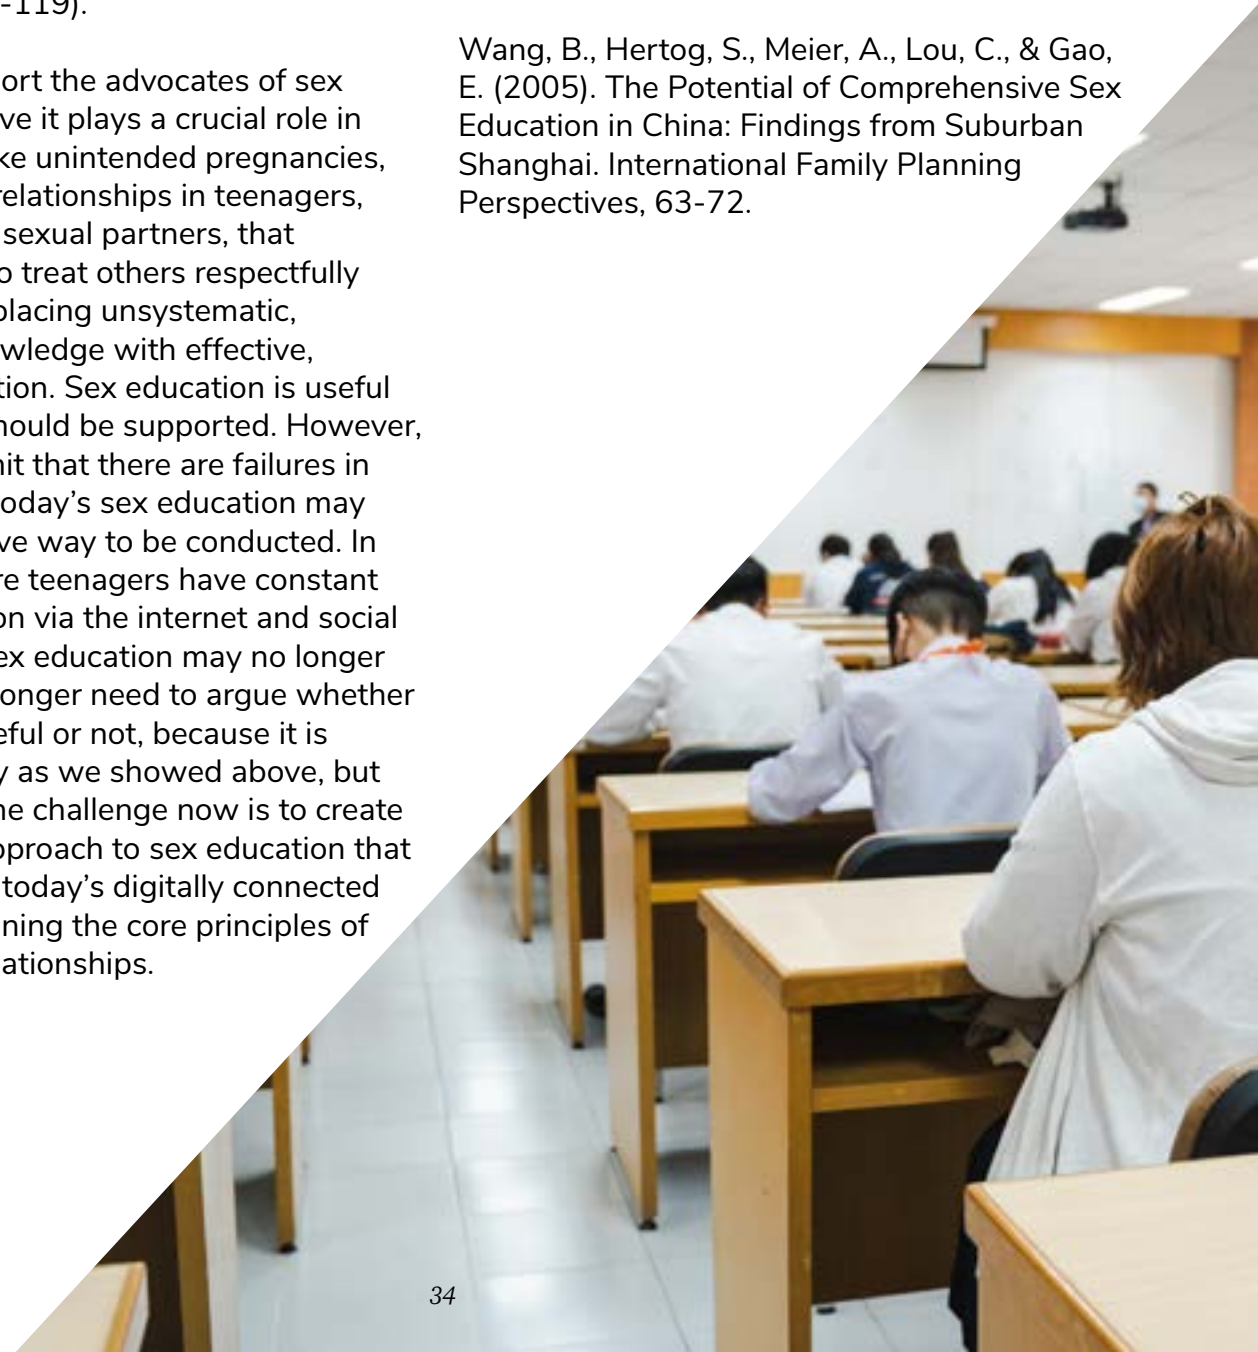 -119).
ort the advocates of sex
ve it plays a crucial role in
ke unintended pregnancies,
relationships in teenagers,
sexual partners, that
o treat others respectfully
placing unsystematic,
wledge with effective,
tion. Sex education is useful
hould be supported. However,
nit that there are failures in
today’s sex education may
ve way to be conducted. In
re teenagers have constant
on via the internet and social
ex education may no longer
longer need to argue whether
eful or not, because it is
y as we showed above, but
he challenge now is to create
pproach to sex education that
today’s digitally connected
ning the core principles of
ationships.
Wang, B., Hertog, S., Meier, A., Lou, C., & Gao,
E. (2005). The Potential of Comprehensive Sex
Education in China: Findings from Suburban
Shanghai. International Family Planning
Perspectives, 63-72.
34